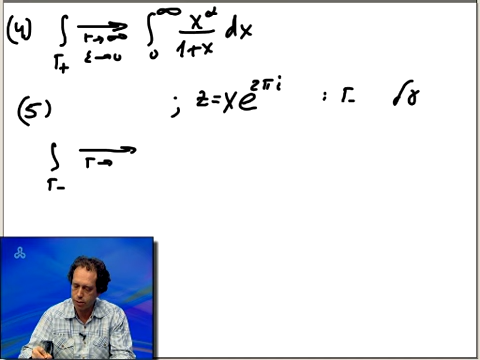 (4) ∫_{Γ+} → r→∞ ε→0 ∫_0^∞ x^α/(1+x) dx
(5) ; z=xe^{2πi} : Γ-
∫_{Γ-} → r→